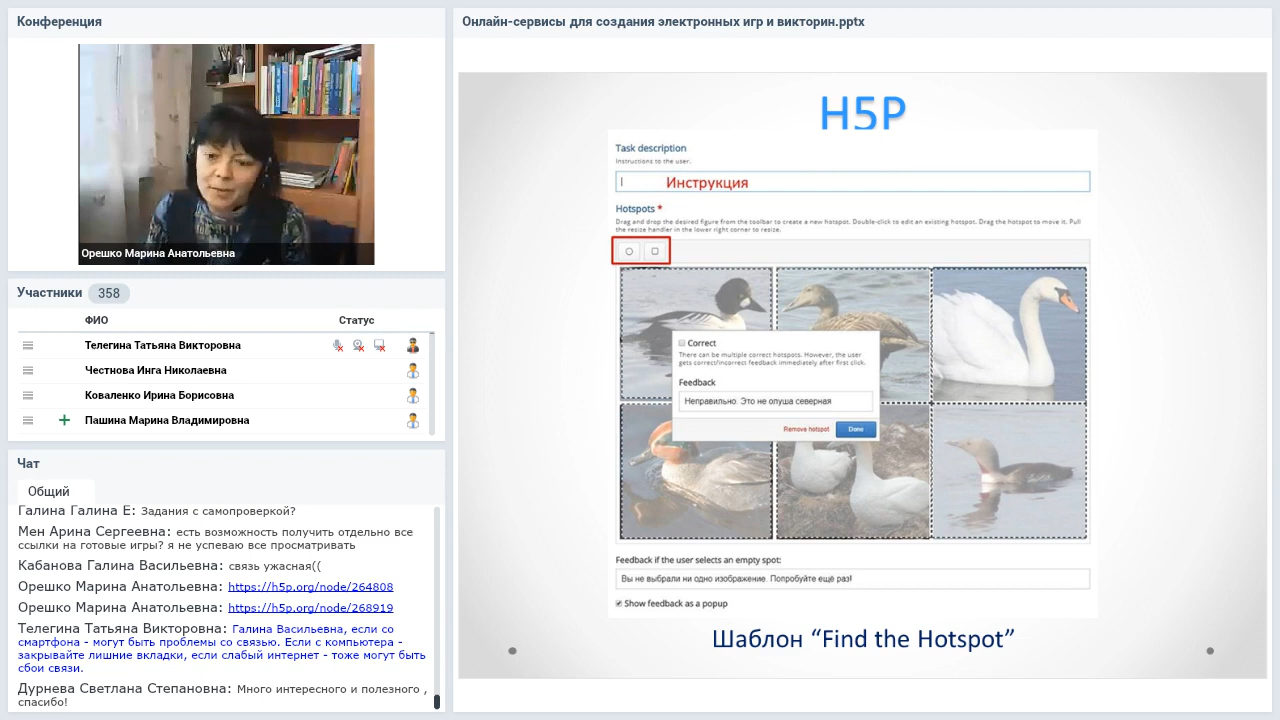 Конференция
Орешко Марина Анатольевна
Участники 358
ФИО Статус
Телегина Татьяна Викторовна
Честнова Инга Николаевна
Коваленко Ирина Борисовна
Пашина Марина Владимировна
Чат
Общий
Галина Галина Е: Задания с самопроверкой?
Мен Арина Сергеевна: есть возможность получить отдельно все
ссылки на готовые игры? я не успеваю все просматривать
Кабанова Галина Васильевна: связь ужасная((
Орешко Марина Анатольевна: https://h5p.org/node/264808
Орешко Марина Анатольевна: https://h5p.org/node/268919
Телегина Татьяна Викторовна: Галина Васильевна, если со
смартфона - могут быть проблемы со связью. Если с компьютера -
закрывайте лишние вкладки, если слабый интернет - тоже могут быть
сбои связи.
Дурнева Светлана Степановна: Много интересного и полезного ,
спасибо!
Онлайн-сервисы для создания электронных игр и викторин.pptx
H5P
Task description
Instructions to the user.
Инструкция
Hotspots *
Drag and drop the desired figure from the toolbar to create a new hotspot. Double-click to edit an existing hotspot. Drag the hotspot to move it. Pull
the resize handler in the lower right corner to resize.
Correct
There can be multiple correct hotspots. However, the user
gets correct/incorrect feedback immediately after first click.
Feedback
Неправильно. Это не опуша северная
Remove hotspot Done
Feedback if the user selects an empty spot:
Вы не выбрали ни одно изображение. Попробуйте ещё раз!
Show feedback as a popup
Шаблон “Find the Hotspot”